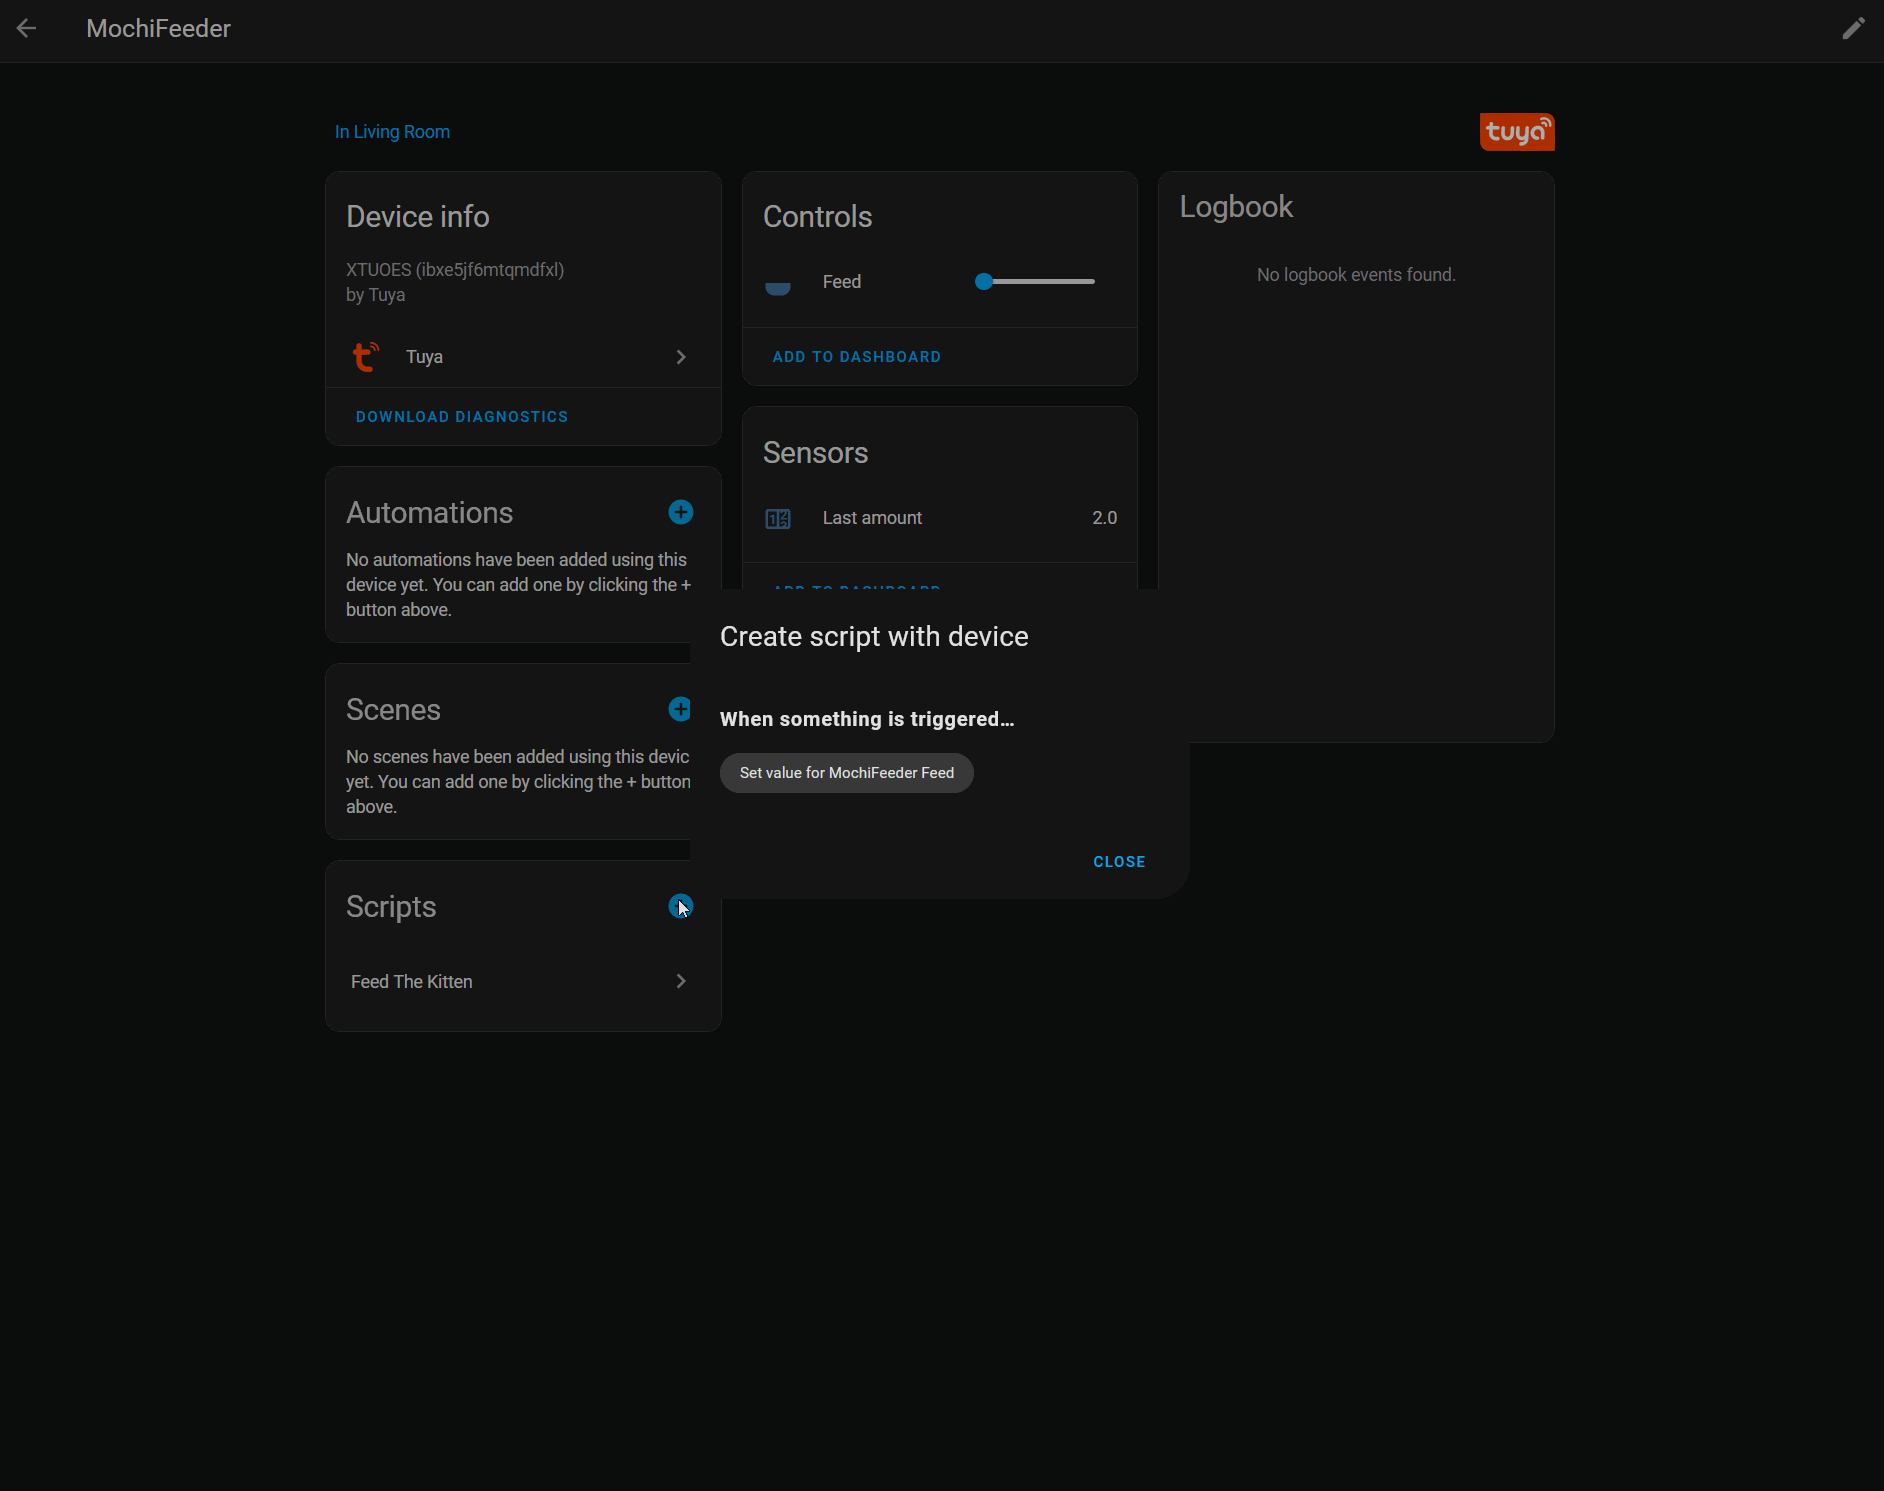 MochiFeeder
In Living Room
tuya
Device info
XTUOES (ibxe5jf6mtqmdfxl)
by Tuya
Tuya
DOWNLOAD DIAGNOSTICS
Automations
No automations have been added using this
device yet. You can add one by clicking the +
button above.
Scenes
No scenes have been added using this devic
yet. You can add one by clicking the + button
above.
Scripts
Feed The Kitten
Controls
Feed
ADD TO DASHBOARD
Sensors
Last amount 2.0
ADD TO DASHBOARD
Logbook
No logbook events found.
Create script with device
When something is triggered...
Set value for MochiFeeder Feed
CLOSE